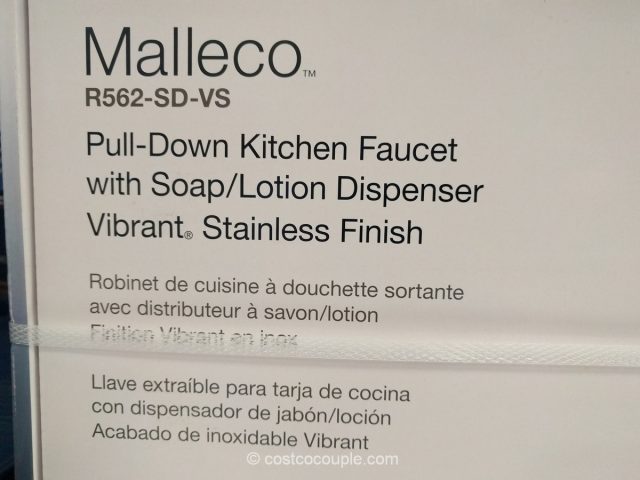 Malleco™
R562-SD-VS
Pull-Down Kitchen Faucet
with Soap/Lotion Dispenser
Vibrant® Stainless Finish
Robinet de cuisine à douchette sortante
avec distributeur à savon/lotion
Finition Vibrant en inox
Llave extraíble para tarja de cocina
con dispensador de jabón/loción
Acabado de inoxidable Vibrant
© costcocouple.com